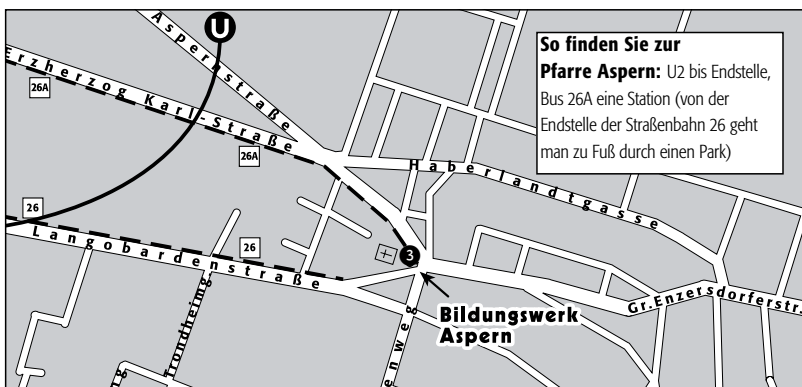 U
Aspernstraße
Erzherzog Karl-Straße
26A
26A
26
26
Langobardenstraße
Haberlandtgasse
So finden Sie zur
Pfarre Aspern: U2 bis Endstelle,
Bus 26A eine Station (von der
Endstelle der Straßenbahn 26 geht
man zu Fuß durch einen Park)
3
Gr.Enzersdorferstr.
Bildungswerk
Aspern
Trondheimg
enweg
ng